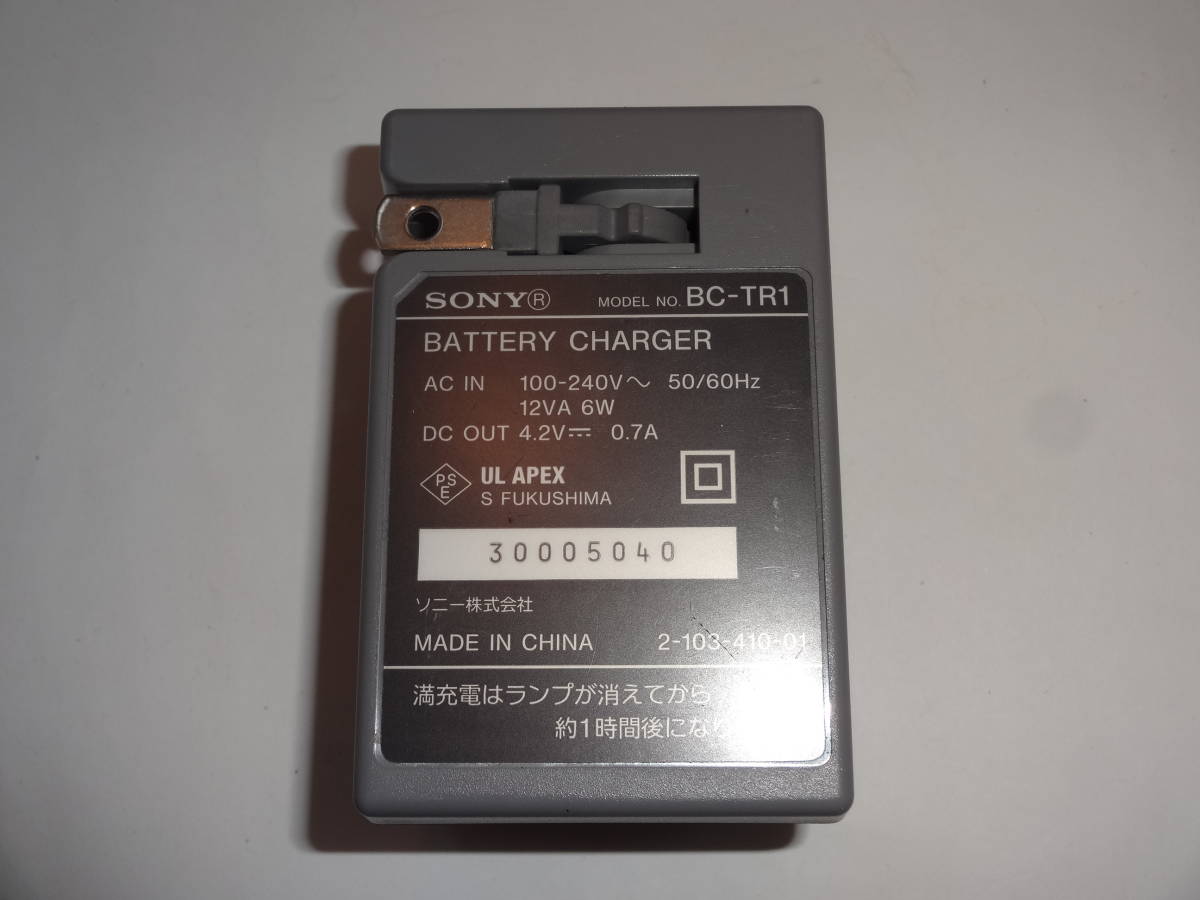 SONY® MODEL NO. BC-TR1
BATTERY CHARGER
AC IN 100-240V〜 50/60Hz
12VA 6W
DC OUT 4.2V⎓ 0.7A
PS
E
UL APEX
S FUKUSHIMA
30005040
ソニー株式会社
MADE IN CHINA 2-103-410-01
満充電はランプが消えてから
約1時間後になり